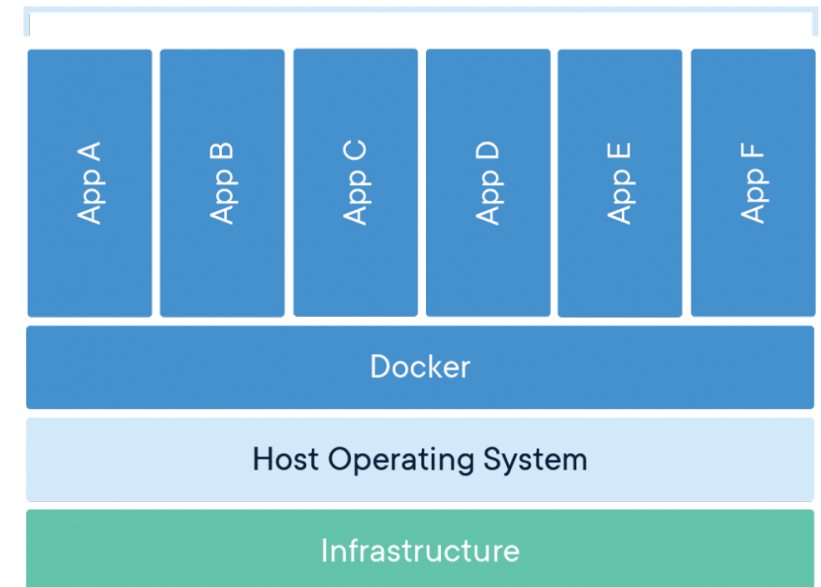 App A
App B
App C
App D
App E
App F
Docker
Host Operating System
Infrastructure